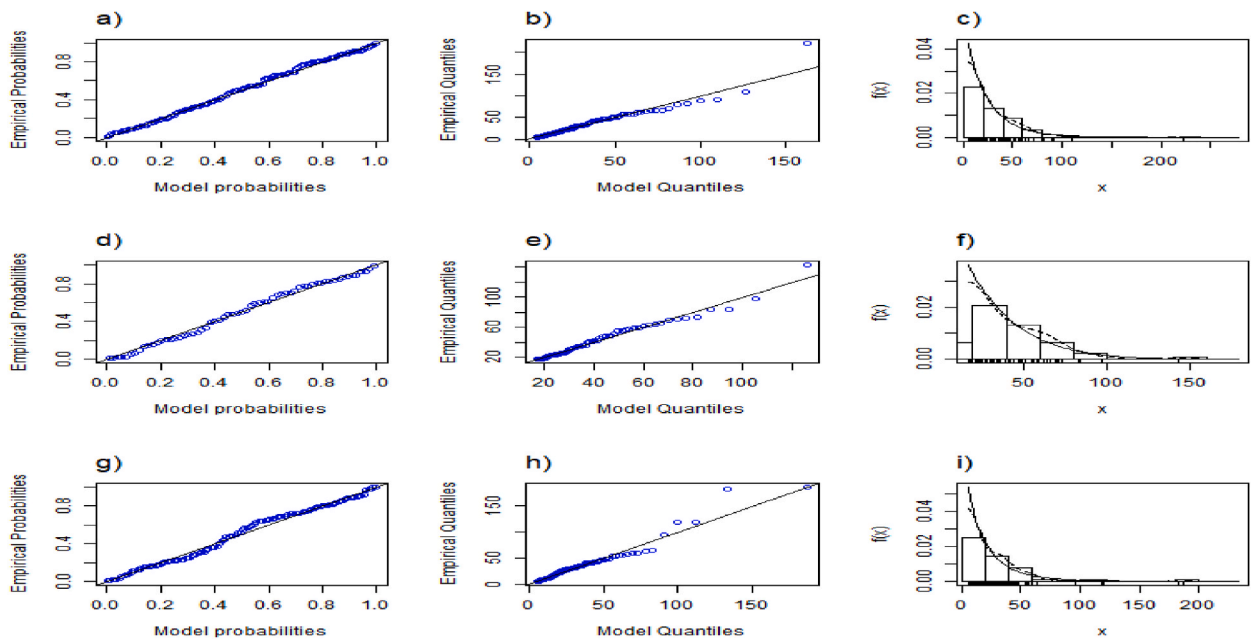 a)
Empirical Probabilities
0.0 0.4 0.8
0.0 0.2 0.4 0.6 0.8 1.0
Model probabilities
b)
Empirical Quantiles
0 50 150
0 50 100 150
Model Quantiles
c)
f(x)
0.00 0.02 0.04
0 50 100 200
x
d)
Empirical Probabilities
0.0 0.4 0.8
0.0 0.2 0.4 0.6 0.8 1.0
Model probabilities
e)
Empirical Quantiles
20 60 100
20 40 60 80 100
Model Quantiles
f)
f(x)
0.00 0.02
50 100 150
x
g)
Empirical Probabilities
0.0 0.4 0.8
0.0 0.2 0.4 0.6 0.8 1.0
Model probabilities
h)
Empirical Quantiles
0 50 150
0 50 100 150
Model Quantiles
i)
f(x)
0.00 0.02 0.04
0 50 100 150 200
x